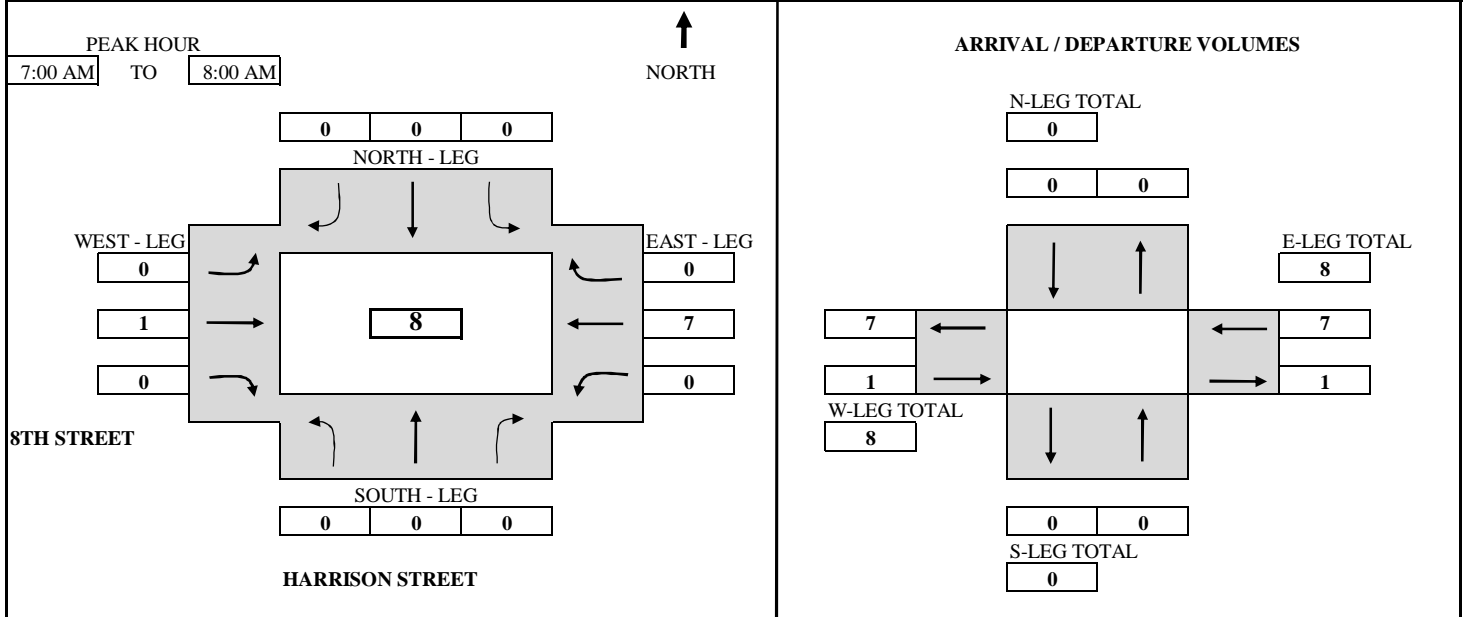 PEAK HOUR
7:00 AM TO 8:00 AM
NORTH
0 0 0
NORTH - LEG
WEST - LEG
EAST - LEG
0 0
1 8 7
0 0
8TH STREET
SOUTH - LEG
0 0 0
HARRISON STREET
ARRIVAL / DEPARTURE VOLUMES
N-LEG TOTAL
0
0 0
E-LEG TOTAL
8
7 7
1 1
W-LEG TOTAL
8
0 0
S-LEG TOTAL
0